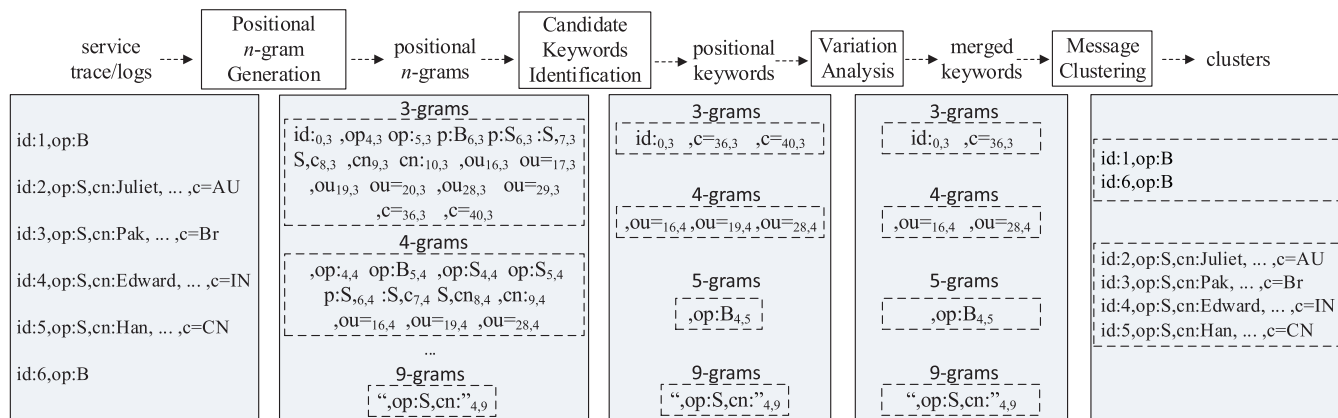 service trace/logs
Positional n-gram Generation
positional n-grams
Candidate Keywords Identification
positional keywords
Variation Analysis
merged keywords
Message Clustering
clusters
id:1,op:B
id:2,op:S,cn:Juliet, ... ,c=AU
id:3,op:S,cn:Pak, ... ,c=Br
id:4,op:S,cn:Edward, ... ,c=IN
id:5,op:S,cn:Han, ... ,c=CN
id:6,op:B
3-grams
id:0,3 ,op4,3 op:5,3 p:B6,3 p:S6,3 :S,7,3
S,c8,3 ,cn9,3 cn:10,3 ,ou16,3 ou=17,3
,ou19,3 ou=20,3 ,ou28,3 ou=29,3
,c=36,3 ,c=40,3
4-grams
,op:4,4 op:B5,4 ,op:S4,4 op:S5,4
p:S,6,4 :S,c7,4 S,cn8,4 ,cn:9,4
,ou=16,4 ,ou=19,4 ,ou=28,4
...
9-grams
“,op:S,cn:”4,9
3-grams
id:0,3 ,c=36,3 ,c=40,3
4-grams
,ou=16,4 ,ou=19,4 ,ou=28,4
5-grams
,op:B4,5
9-grams
“,op:S,cn:”4,9
3-grams
id:0,3 ,c=36,3
4-grams
,ou=16,4 ,ou=28,4
5-grams
,op:B4,5
9-grams
“,op:S,cn:”4,9
id:1,op:B
id:6,op:B
id:2,op:S,cn:Juliet, ... ,c=AU
id:3,op:S,cn:Pak, ... ,c=Br
id:4,op:S,cn:Edward, ... ,c=IN
id:5,op:S,cn:Han, ... ,c=CN